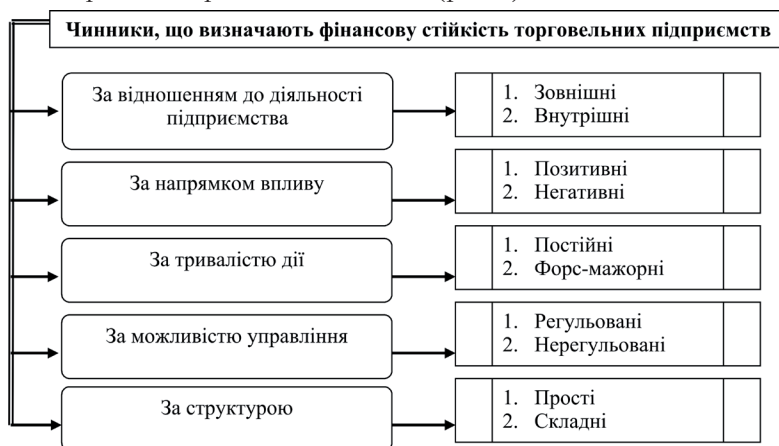 Чинники, що визначають фінансову стійкість торговельних підприємств
За відношенням до діяльності
підприємства
1. Зовнішні
2. Внутрішні
За напрямком впливу
1. Позитивні
2. Негативні
За тривалістю дії
1. Постійні
2. Форс-мажорні
За можливістю управління
1. Регульовані
2. Нерегульовані
За структурою
1. Прості
2. Складні